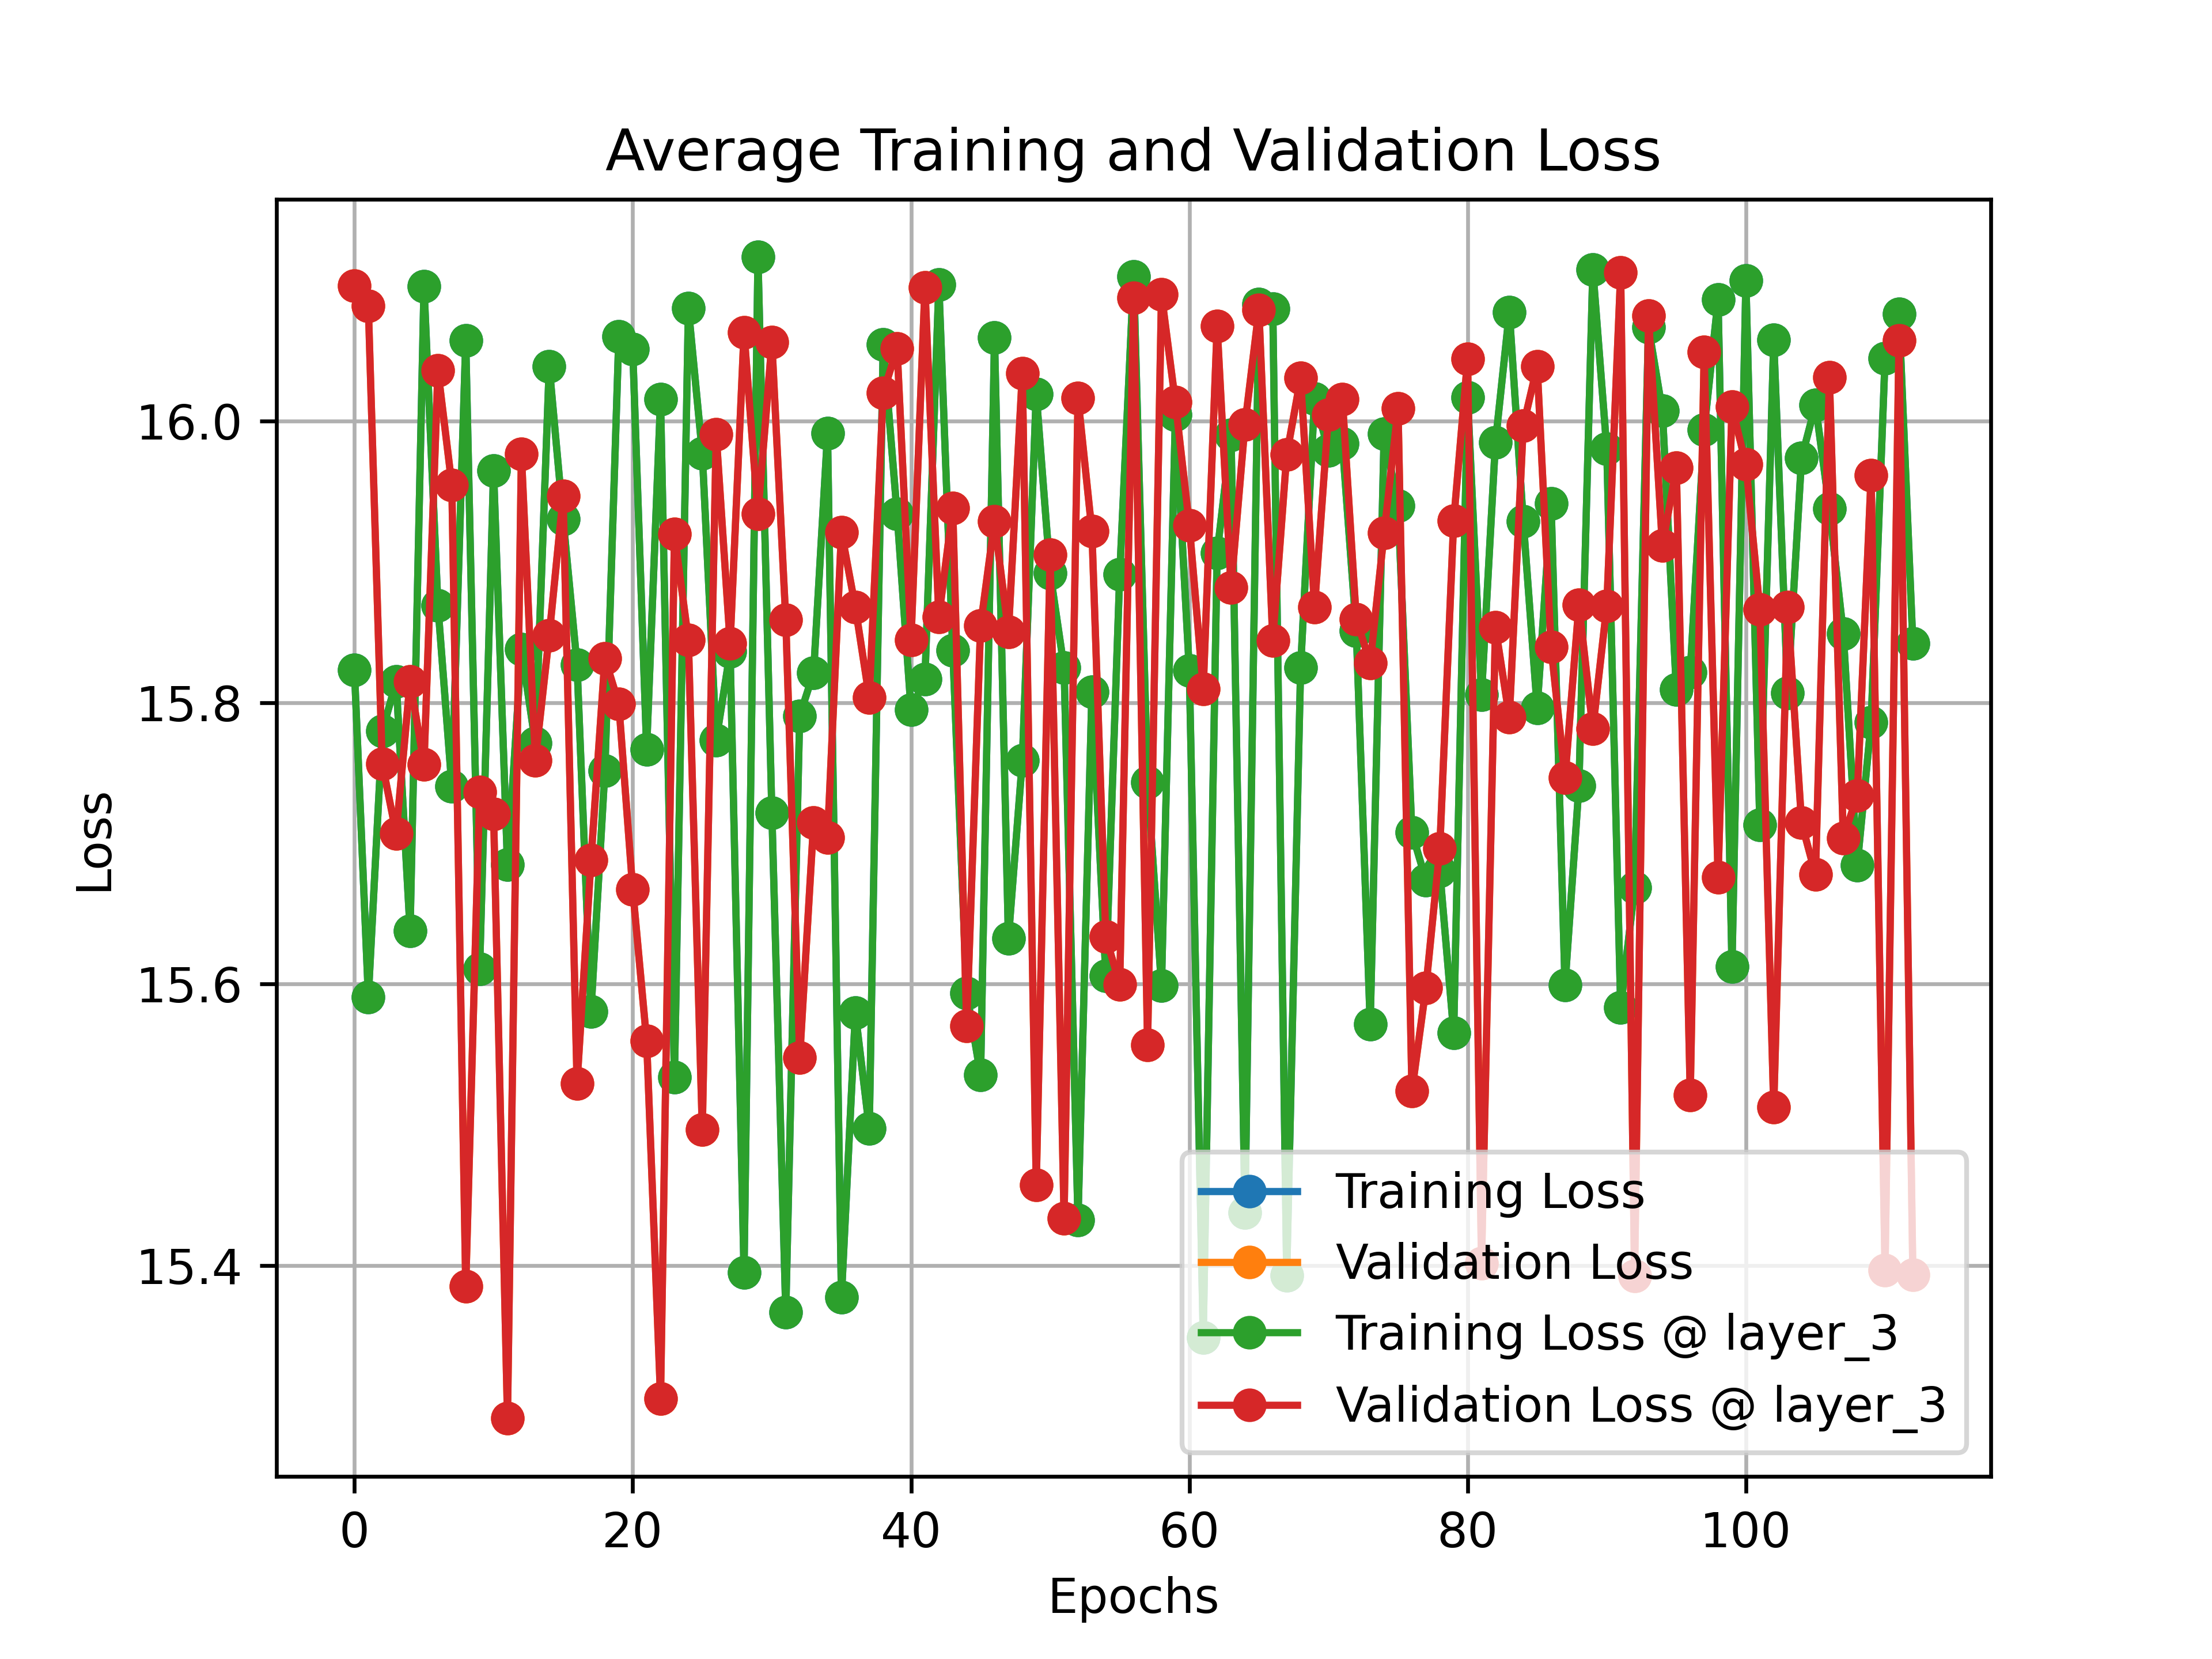 Average Training and Validation Loss
Loss
16.0
15.8
15.6
15.4
Training Loss
Validation Loss
Training Loss @ layer_3
Validation Loss @ layer_3
0 20 40 60 80 100
Epochs